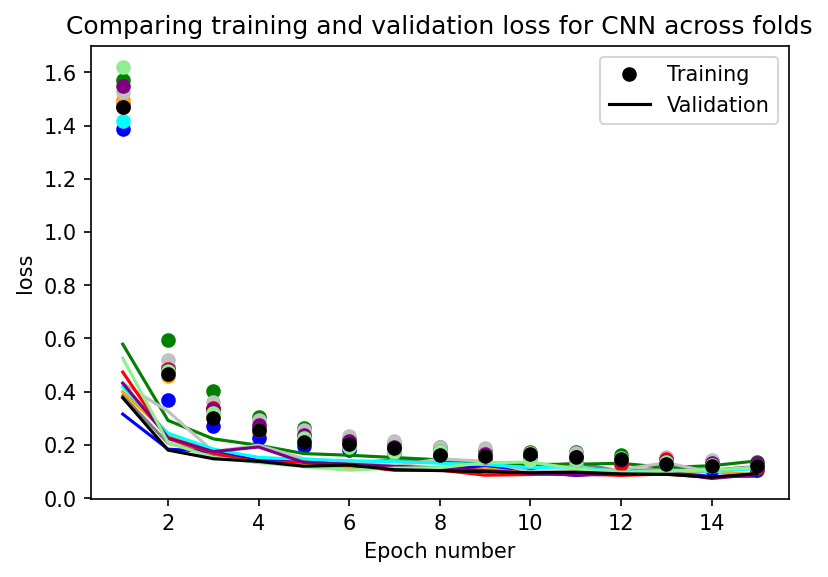 Comparing training and validation loss for CNN across folds
Training
Validation
1.6
1.4
1.2
1.0
0.8
0.6
0.4
0.2
0.0
loss
2 4 6 8 10 12 14
Epoch number